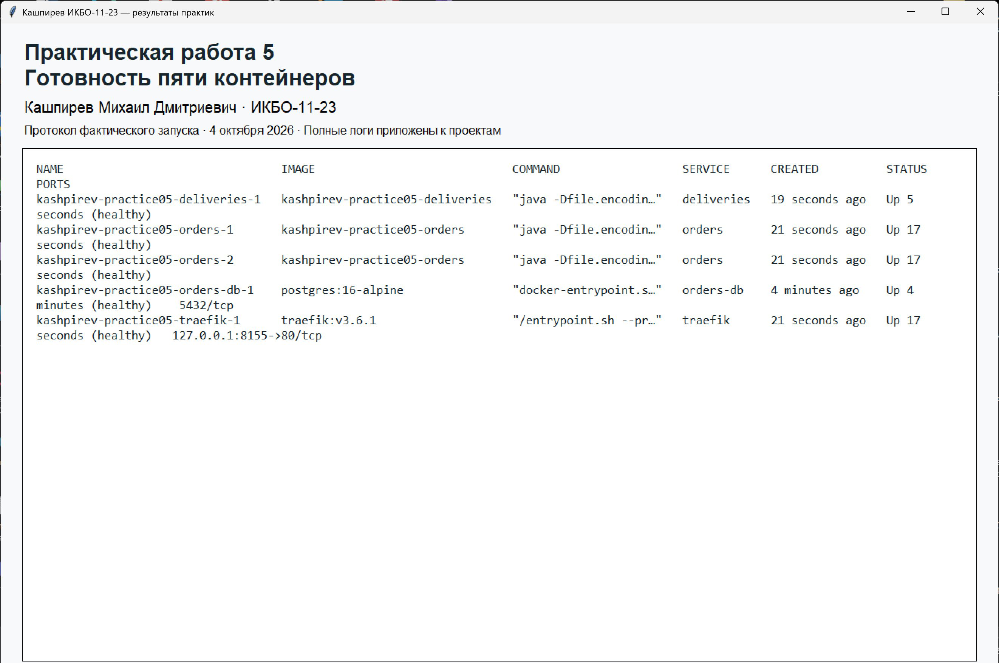 Кашпирев ИКБО-11-23 — результаты практик
Практическая работа 5
Готовность пяти контейнеров
Кашпирев Михаил Дмитриевич · ИКБО-11-23
Протокол фактического запуска · 4 октября 2026 · Полные логи приложены к проектам
NAME IMAGE COMMAND SERVICE CREATED STATUS
PORTS
kashpirev-practice05-deliveries-1 kashpirev-practice05-deliveries "java -Dfile.encodin…" deliveries 19 seconds ago Up 5
seconds (healthy)
kashpirev-practice05-orders-1 kashpirev-practice05-orders "java -Dfile.encodin…" orders 21 seconds ago Up 17
seconds (healthy)
kashpirev-practice05-orders-2 kashpirev-practice05-orders "java -Dfile.encodin…" orders 21 seconds ago Up 17
seconds (healthy)
kashpirev-practice05-orders-db-1 postgres:16-alpine "docker-entrypoint.s…" orders-db 4 minutes ago Up 4
minutes (healthy) 5432/tcp
kashpirev-practice05-traefik-1 traefik:v3.6.1 "/entrypoint.sh --pr…" traefik 21 seconds ago Up 17
seconds (healthy) 127.0.0.1:8155->80/tcp